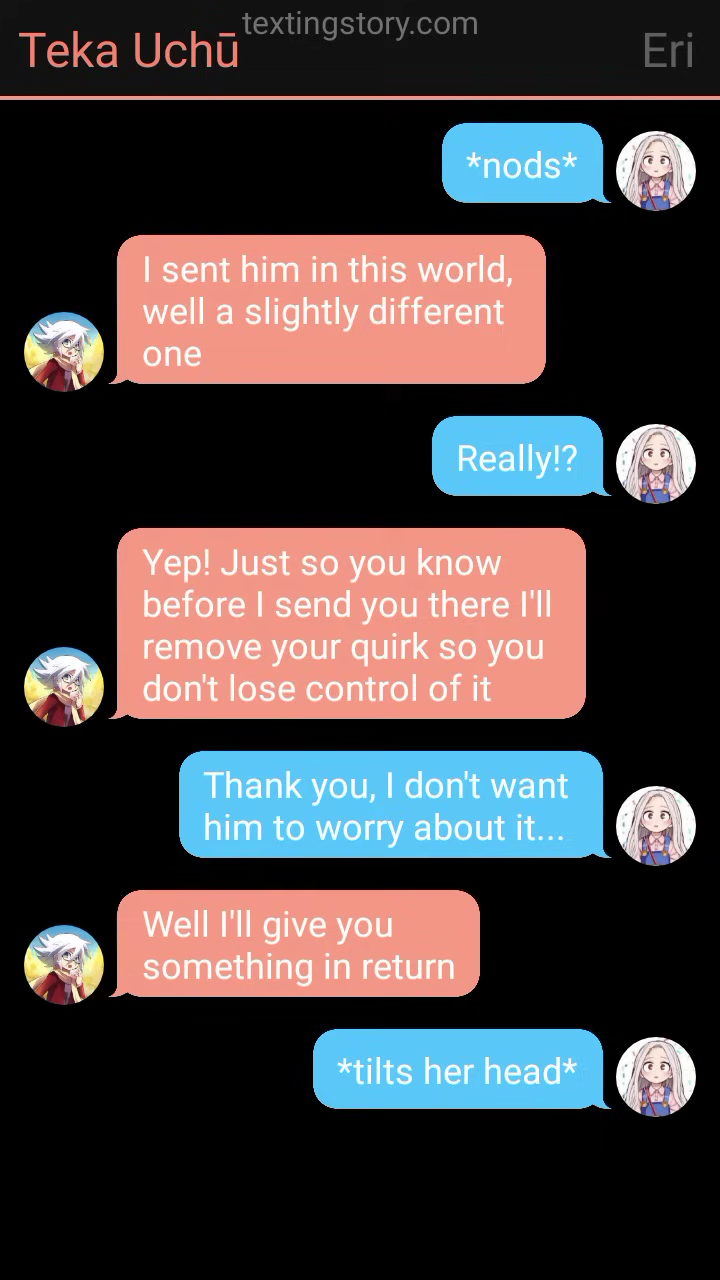 textingstory.com
Teka Uchū
Eri
*nods*
I sent him in this world,
well a slightly different
one
Really!?
Yep! Just so you know
before I send you there I'll
remove your quirk so you
don't lose control of it
Thank you, I don't want
him to worry about it...
Well I'll give you
something in return
*tilts her head*